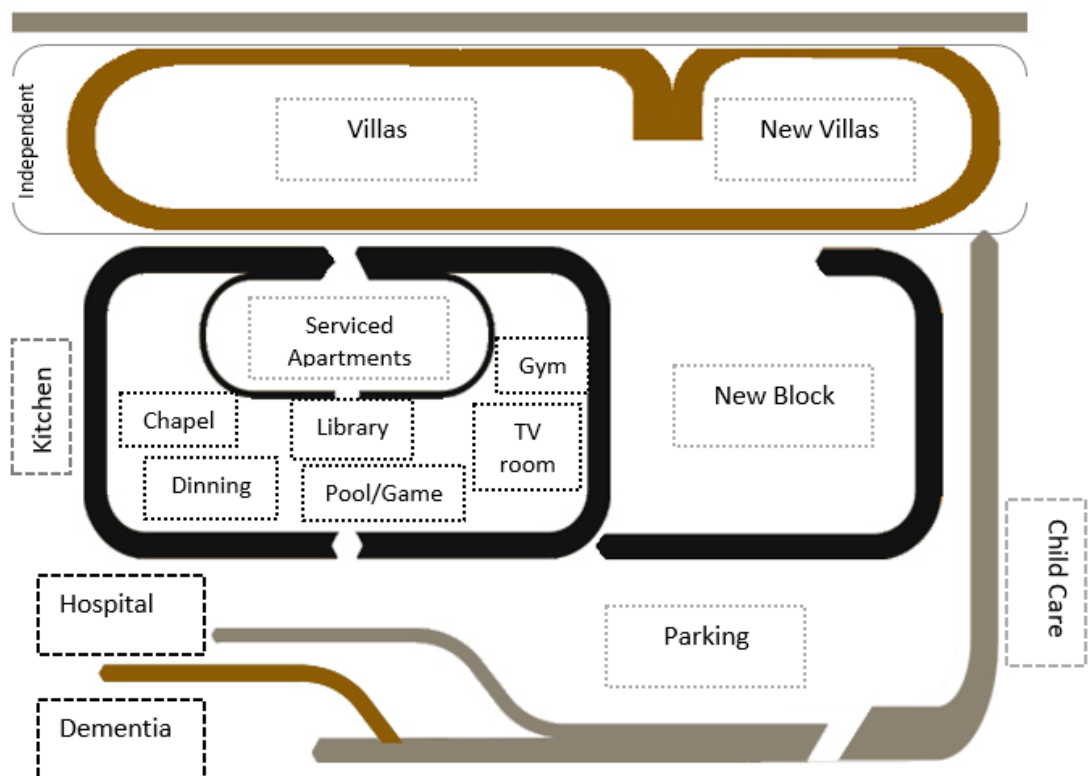 Independent
Villas
New Villas
Serviced
Apartments
Gym
Kitchen
Chapel
Library
TV
room
New Block
Dinning
Pool/Game
Child Care
Hospital
Parking
Dementia